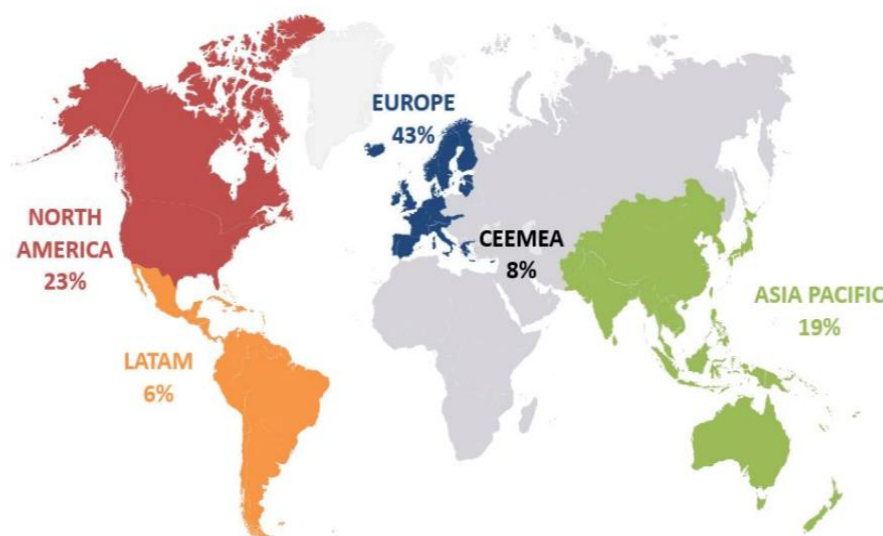 EUROPE
43%
NORTH
AMERICA
23%
CEEMEA
8%
ASIA PACIFIC
19%
LATAM
6%